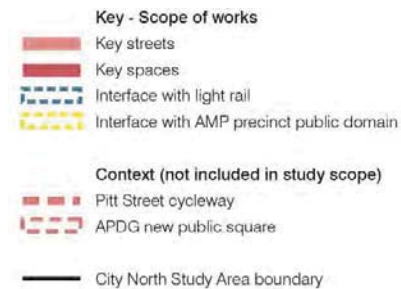 Key - Scope of works
Key streets
Key spaces
Interface with light rail
Interface with AMP precinct public domain
Context (not included in study scope)
Pitt Street cycleway
APDG new public square
City North Study Area boundary